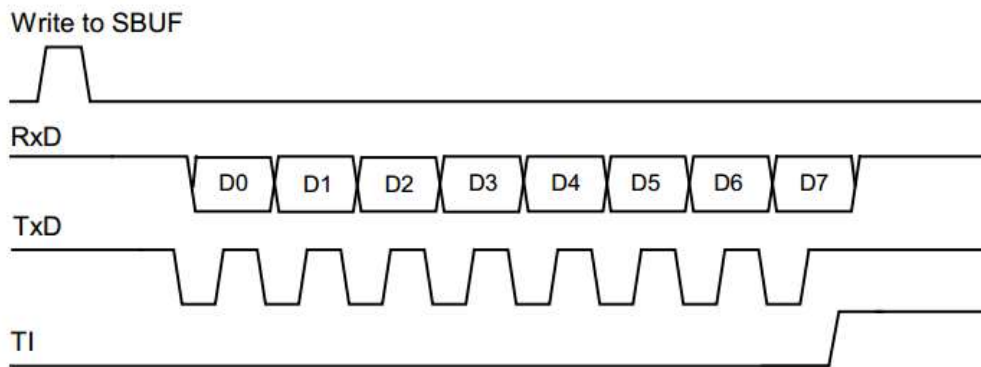 Write to SBUF
RxD
D0 D1 D2 D3 D4 D5 D6 D7
TxD
TI